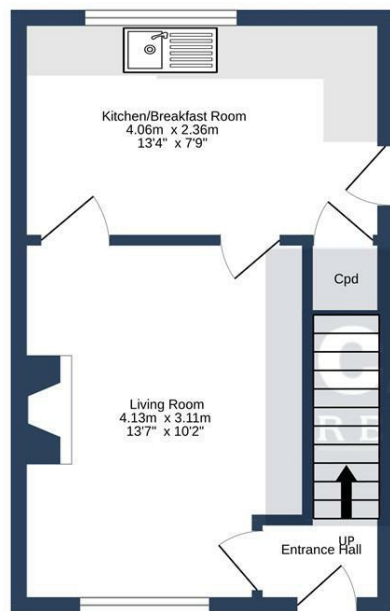 Kitchen/Breakfast Room
4.06m x 2.36m
13'4" x 7'9"
Cpd
Living Room
4.13m x 3.11m
13'7" x 10'2"
UP
Entrance Hall